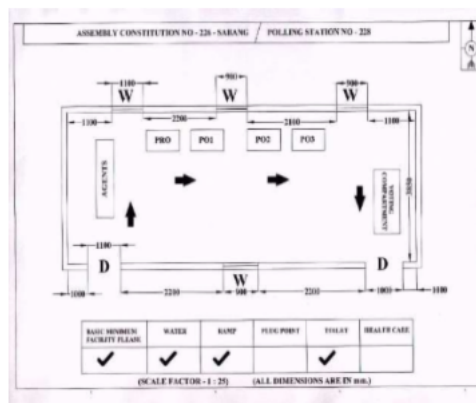 ASSEMBLY CONSTITUTION NO - 226 - SABANG / POLLING STATION NO - 228
N
1100 900 900
W W W
1100 2200 2100 1100
PRO PO1 PO2 PO3
AGENTS
VOTING COMPARTMENT
1100
D D
W
1000 2200 900 2200 1000 1100
BASIC MINIMUM FACILITY PLEASE
WATER
RAMP
PLUG POINT
TOILET
HEALTH CARE
(SCALE FACTOR - 1 : 25) (ALL DIMENSIONS ARE IN mm.)